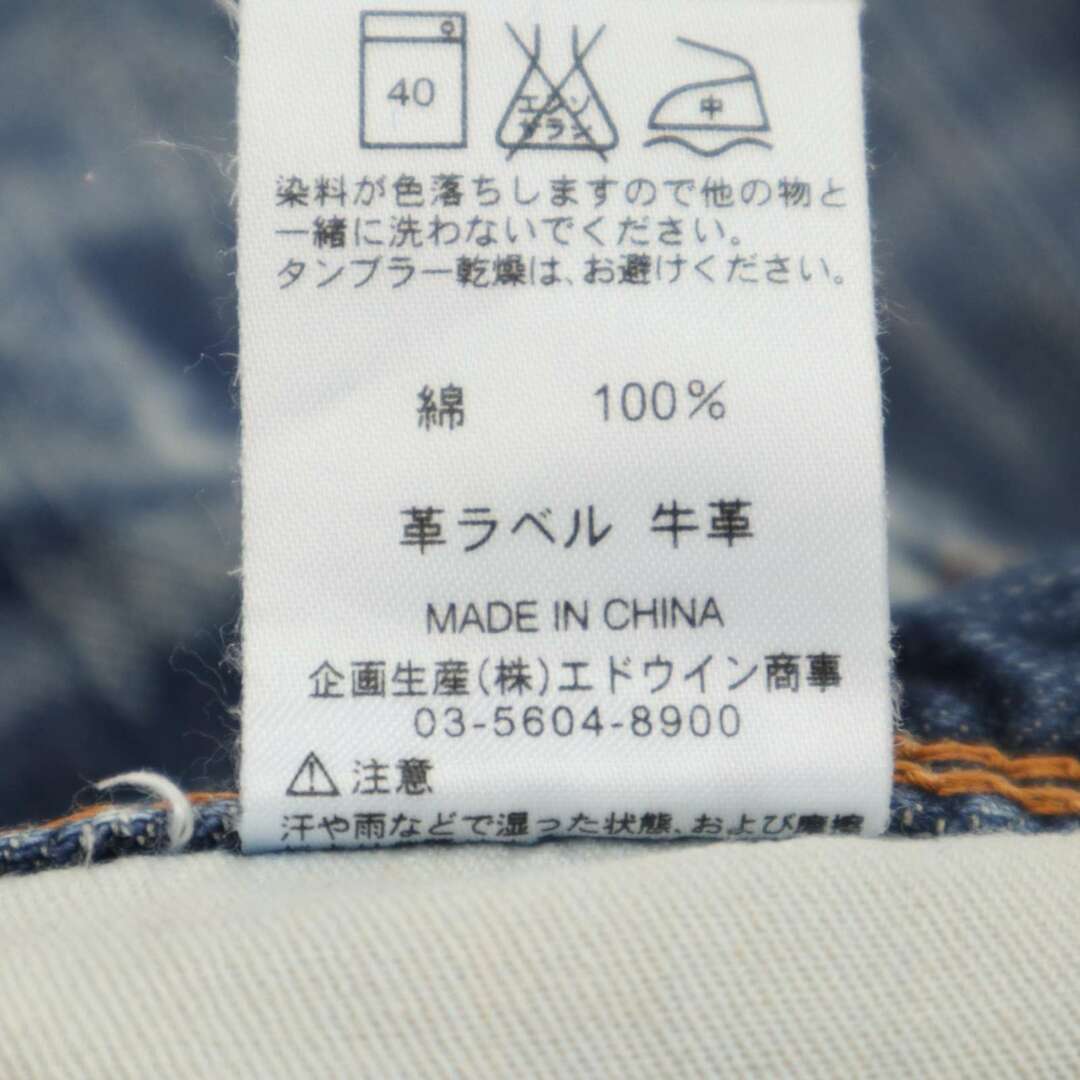 40 エンソ サラシ 中
染料が色落ちしますので他の物と
一緒に洗わないでください。
タンブラー乾燥は、お避けください。
綿 100%
革ラベル 牛革
MADE IN CHINA
企画生産(株)エドウイン商事
03-5604-8900
注意
汗や雨などで湿った状態、および摩擦